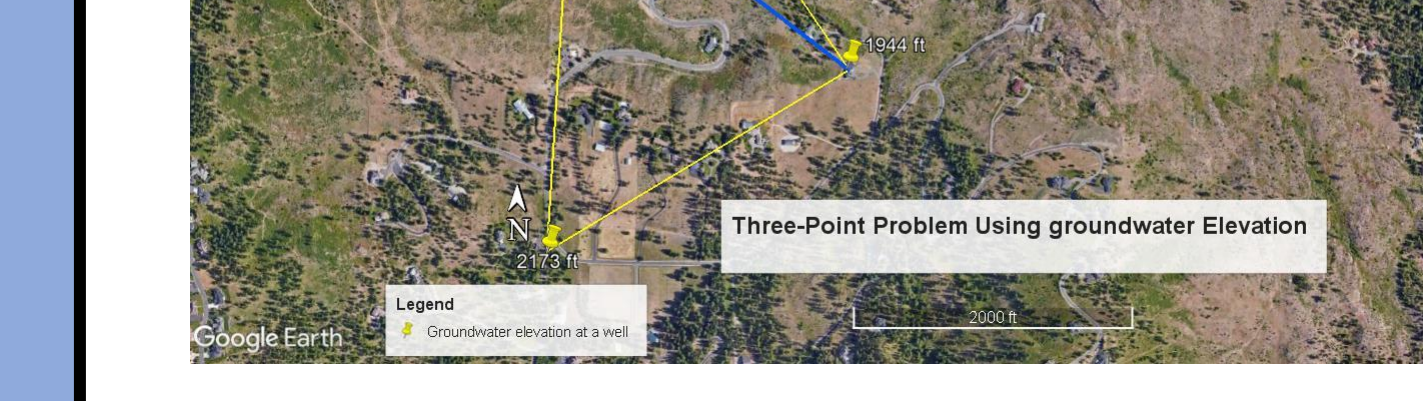 1944 ft
N
2173 ft
Three-Point Problem Using groundwater Elevation
Legend
Groundwater elevation at a well
2000 ft
Google Earth